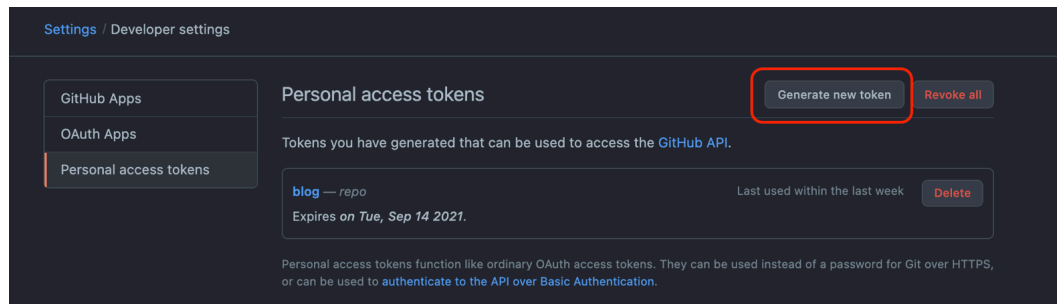 Settings / Developer settings
GitHub Apps
OAuth Apps
Personal access tokens
Personal access tokens
Generate new token
Revoke all
Tokens you have generated that can be used to access the GitHub API.
blog — repo
Last used within the last week
Delete
Expires on Tue, Sep 14 2021.
Personal access tokens function like ordinary OAuth access tokens. They can be used instead of a password for Git over HTTPS,
or can be used to authenticate to the API over Basic Authentication.